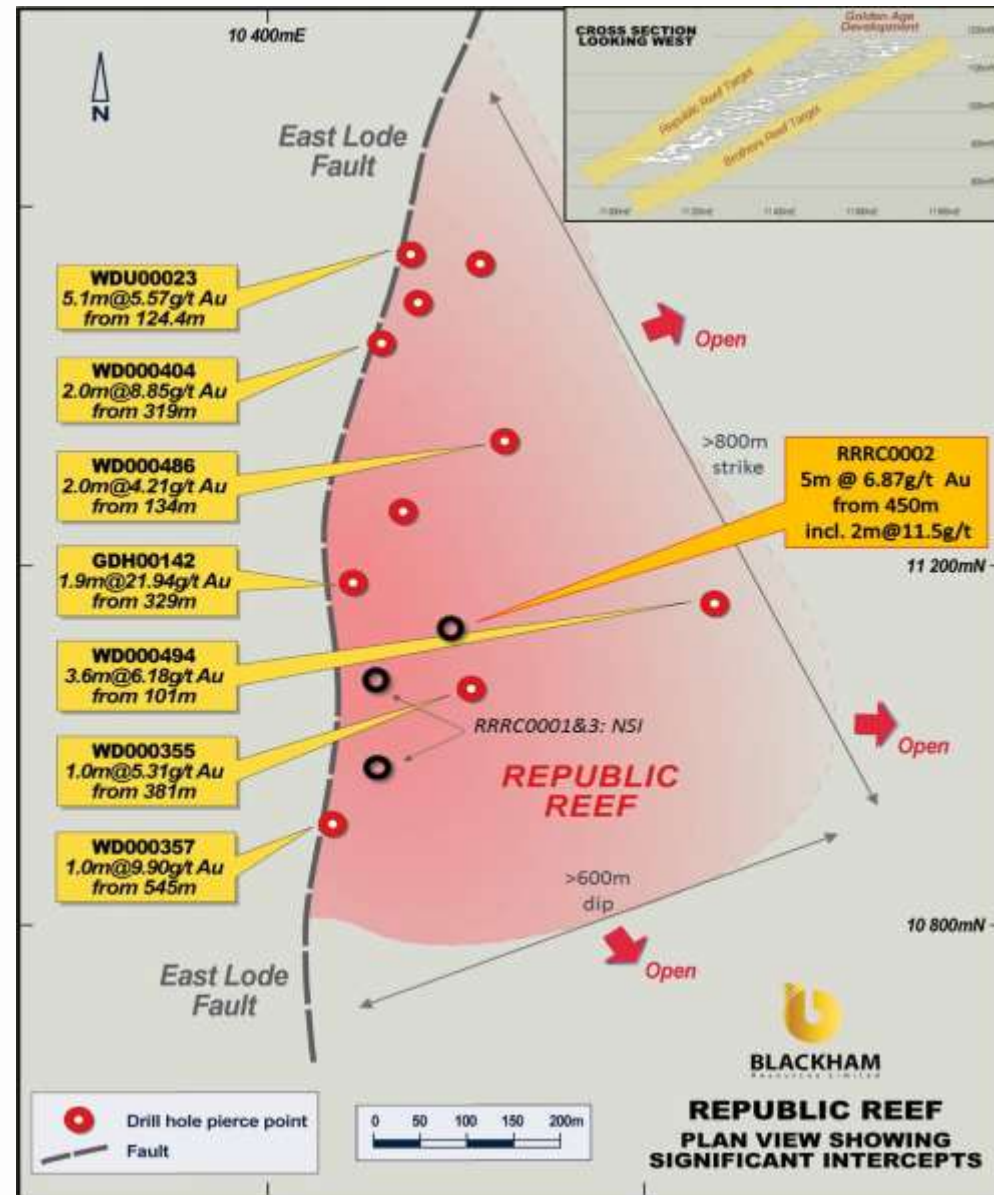 10 400mE
CROSS SECTION
LOOKING WEST
Golden Age
Development
Republic Reef Target
Brothers Reef Target
N
East Lode
Fault
WDU00023
5.1m@5.57g/t Au
from 124.4m
WD000404
2.0m@8.85g/t Au
from 319m
WD000486
2.0m@4.21g/t Au
from 134m
GDH00142
1.9m@21.94g/t Au
from 329m
WD000494
3.6m@6.18g/t Au
from 101m
WD000355
1.0m@5.31g/t Au
from 381m
WD000357
1.0m@9.90g/t Au
from 545m
Open
>800m
strike
RRRC0002
5m @ 6.87g/t Au
from 450m
incl. 2m@11.5g/t
11 200mN
RRRC0001&3: NSI
Open
REPUBLIC
REEF
>600m
dip
10 800mN
Open
East Lode
Fault
BLACKHAM
Resources Limited
Drill hole pierce point
Fault
0 50 100 150 200m
REPUBLIC REEF
PLAN VIEW SHOWING
SIGNIFICANT INTERCEPTS